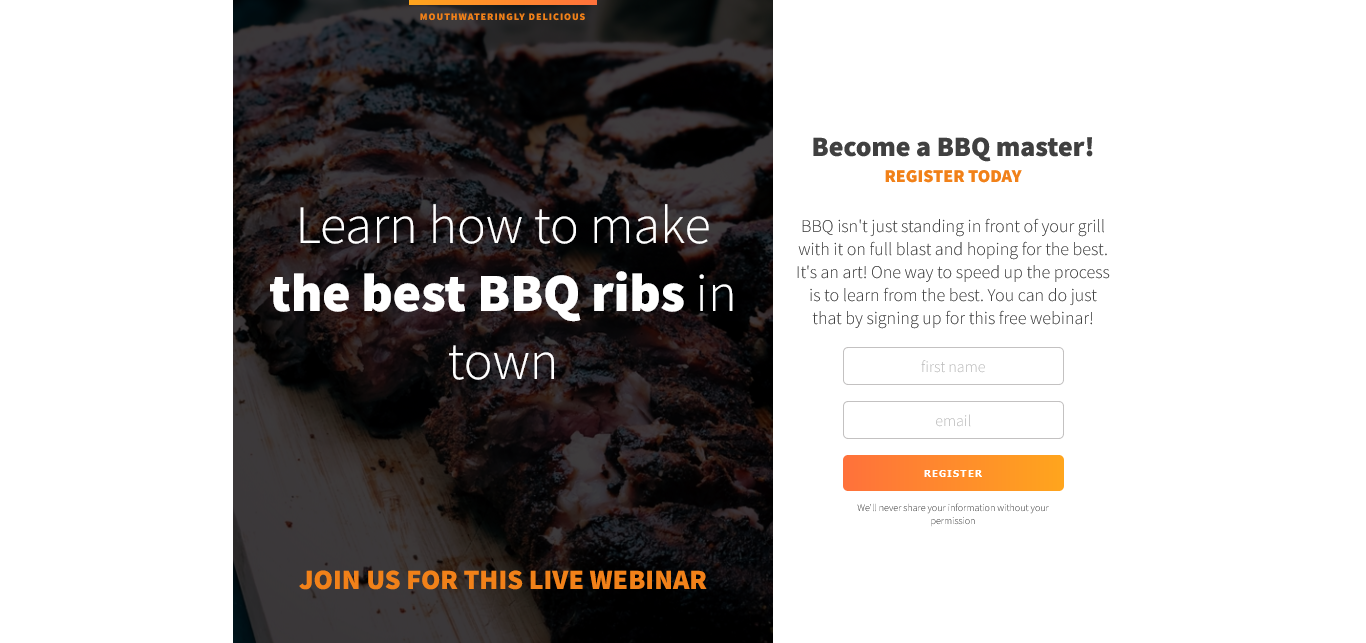 MOUTHWATERINGLY DELICIOUS
Learn how to make
the best BBQ ribs in
town
JOIN US FOR THIS LIVE WEBINAR
Become a BBQ master!
REGISTER TODAY
BBQ isn't just standing in front of your grill
with it on full blast and hoping for the best.
It's an art! One way to speed up the process
is to learn from the best. You can do just
that by signing up for this free webinar!
first name
email
REGISTER
We'll never share your information without your
permission